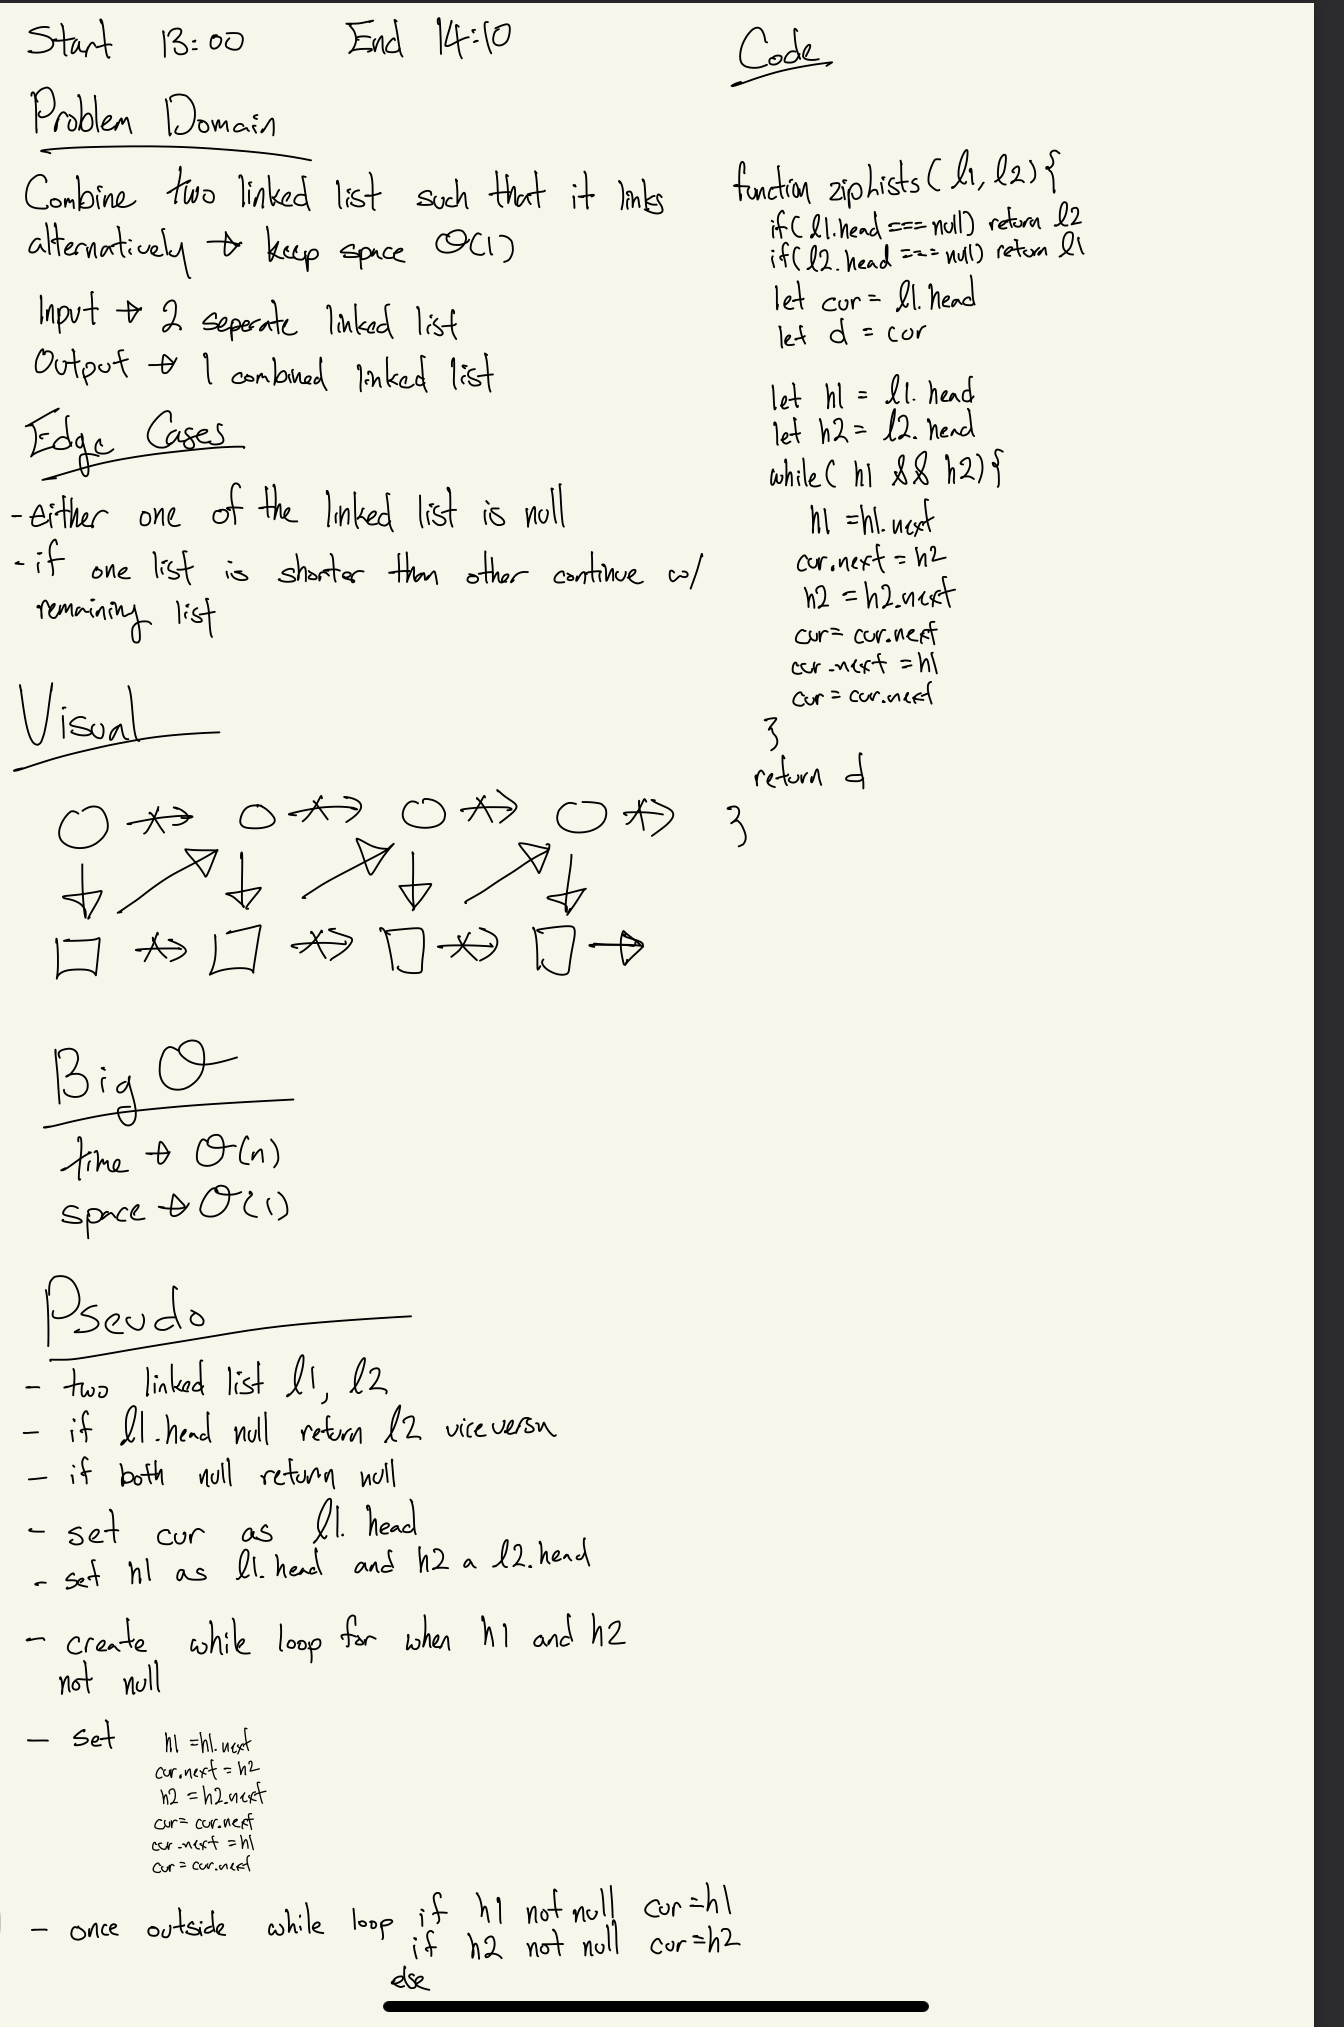 Start 13:00 End 14:10
Problem Domain
Combine two linked list such that it links
alternatively → keep space O(1)
Input → 2 seperate linked list
Output → 1 combined linked list
Edge Cases
- either one of the linked list is null
- if one list is shorter than other continue w/
remaining list
Visual
Big O
time → O(n)
space → O(1)
Pseudo
- two linked list l1, l2
- if l1.head null return l2 vice versa
- if both null return null
- set cur as l1.head
- set h1 as l1.head and h2 a l2.head
- create while loop for when h1 and h2
not null
- set h1 = h1.next
cur.next = h2
h2 = h2.next
cur = cur.next
cur.next = h1
cur = cur.next
- once outside while loop if h1 not null cur=h1
if h2 not null cur=h2
else
Code
function zipLists(l1, l2){
if(l1.head === null) return l2
if(l2.head === null) return l1
let cur = l1.head
let d = cur
let h1 = l1.head
let h2 = l2.head
while( h1 && h2){
h1 = h1.next
cur.next = h2
h2 = h2.next
cur = cur.next
cur.next = h1
cur = cur.next
}
return d
}